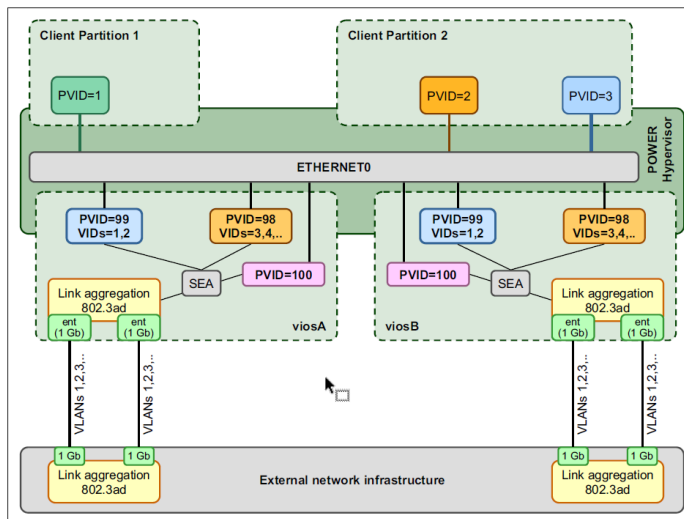 Client Partition 1
Client Partition 2
PVID=1
PVID=2
PVID=3
POWER
Hypervisor
ETHERNET0
PVID=99
VIDs=1,2
PVID=98
VIDs=3,4,..
PVID=99
VIDs=1,2
PVID=98
VIDs=3,4,..
SEA
PVID=100
PVID=100
SEA
Link aggregation
802.3ad
Link aggregation
802.3ad
ent
(1 Gb)
ent
(1 Gb)
viosA
viosB
ent
(1 Gb)
ent
(1 Gb)
VLANs 1,2,3,..
VLANs 1,2,3,..
VLANs 1,2,3,..
VLANs 1,2,3,..
1 Gb
1 Gb
1 Gb
1 Gb
Link aggregation
802.3ad
External network infrastructure
Link aggregation
802.3ad